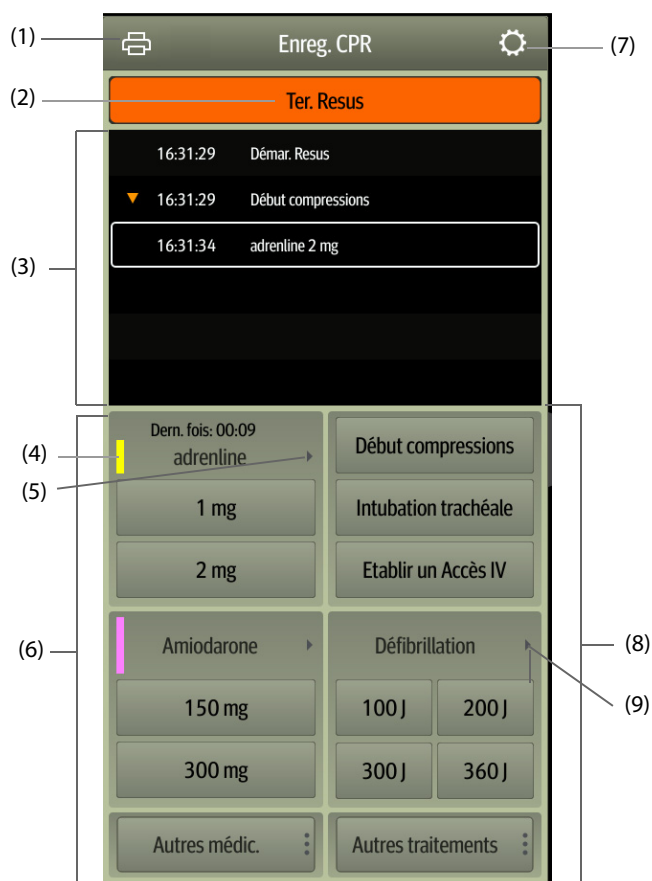 (1)
Enreg. CPR
(7)
(2)
Ter. Resus
16:31:29 Démar. Resus
16:31:29 Début compressions
16:31:34 adrenline 2 mg
(3)
Dern. fois: 00:09
adrenline
(4)
(5)
1 mg
2 mg
Début compressions
Intubation trachéale
Etablir un Accès IV
(6)
Amiodarone
150 mg
300 mg
Défibrillation
100 J
200 J
300 J
360 J
(8)
(9)
Autres médic.
Autres traitements